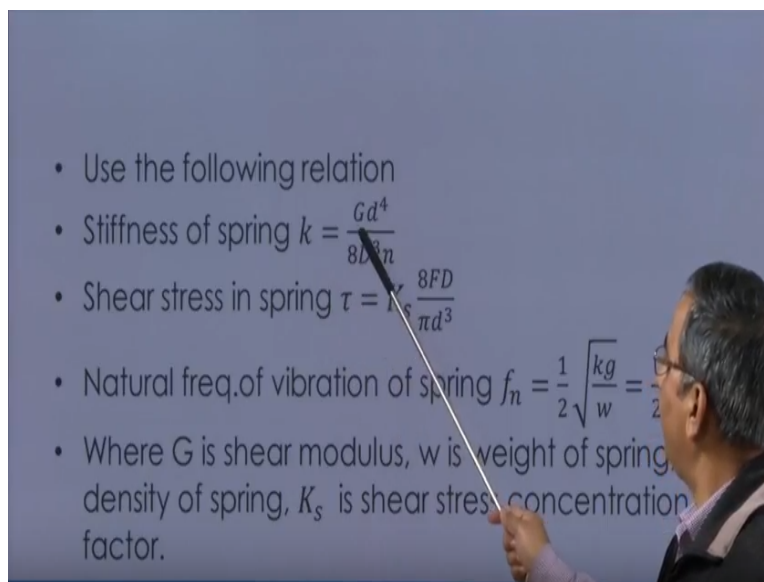 • Use the following relation
• Stiffness of spring k = Gd⁴/8D³n
• Shear stress in spring τ = Kₛ 8FD/πd³
• Natural freq.of vibration of spring fₙ = 1/2 √(kg/w) =
• Where G is shear modulus, w is weight of spring
density of spring, Kₛ is shear stress concentration
factor.